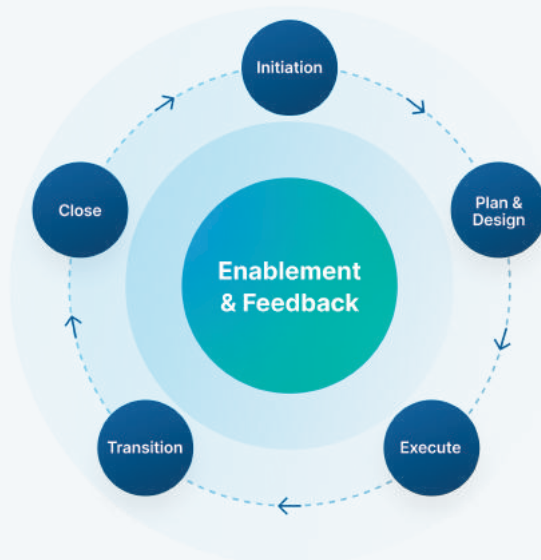 Initiation
Plan &
Design
Execute
Transition
Close
Enablement
& Feedback